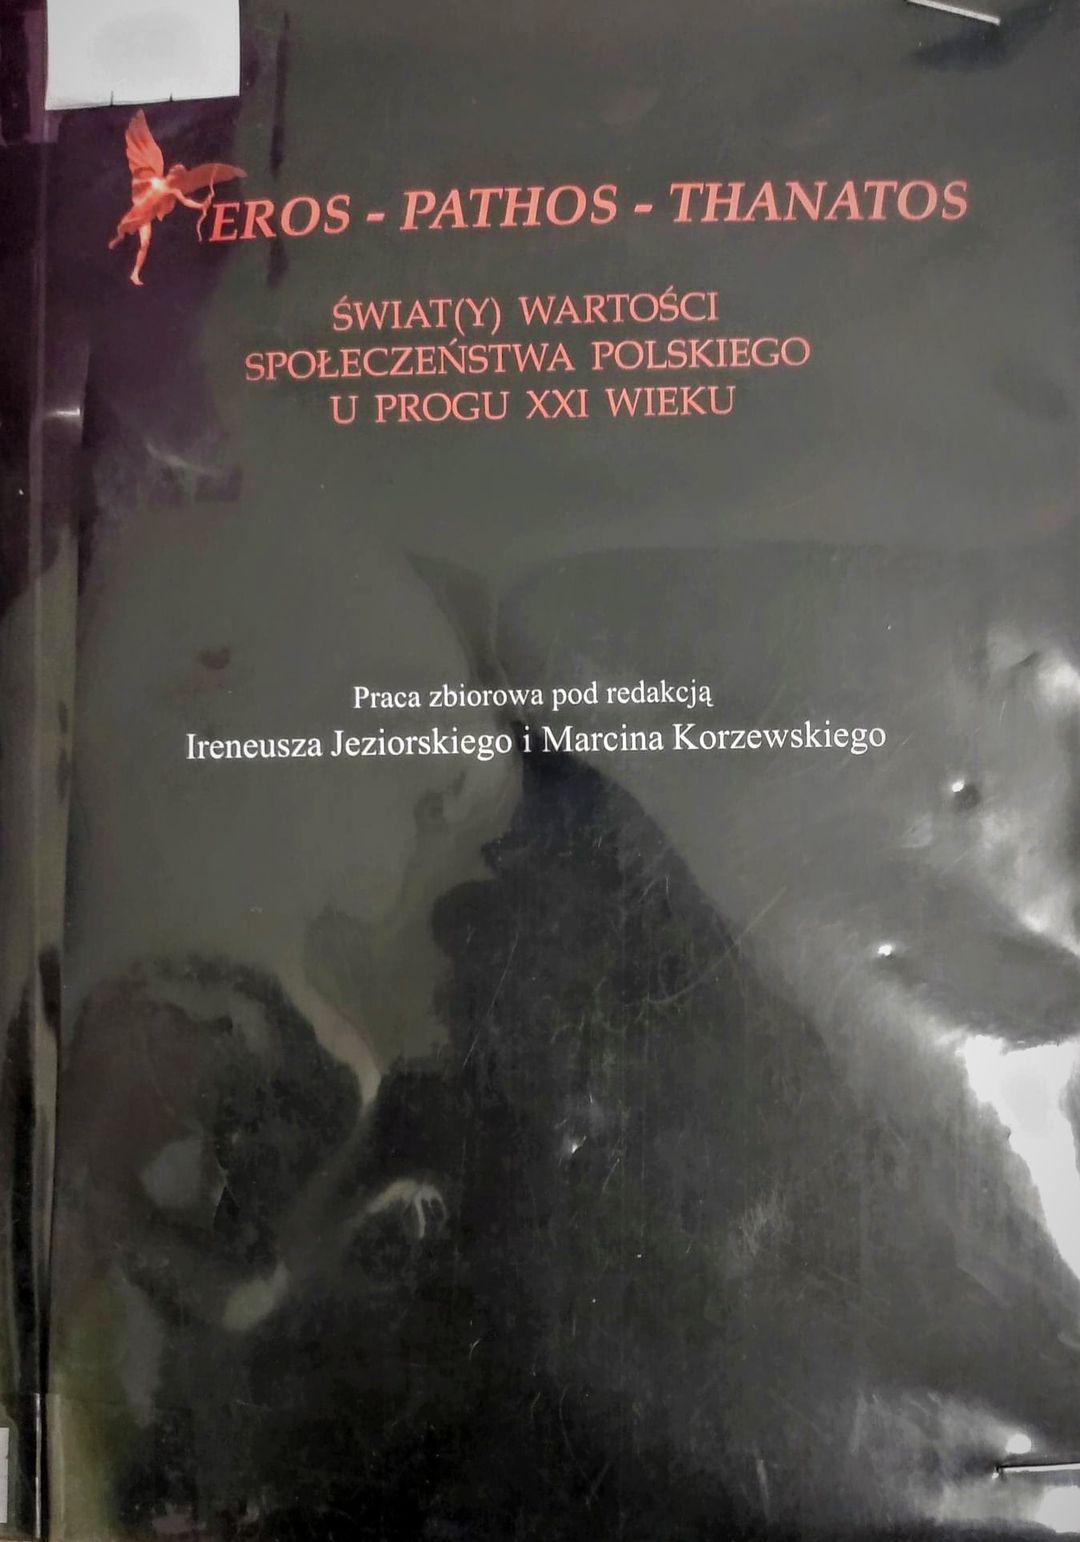 EROS - PATHOS - THANATOS
ŚWIAT(Y) WARTOŚCI
SPOŁECZEŃSTWA POLSKIEGO
U PROGU XXI WIEKU
Praca zbiorowa pod redakcją
Ireneusza Jeziorskiego i Marcina Korzewskiego